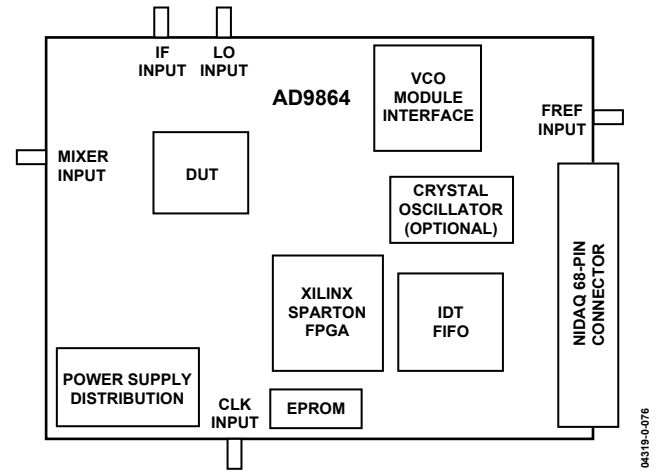 IF
INPUT
LO
INPUT
AD9864
VCO
MODULE
INTERFACE
FREF
INPUT
MIXER
INPUT
DUT
CRYSTAL
OSCILLATOR
(OPTIONAL)
NIDAQ 68-PIN
CONNECTOR
XILINX
SPARTON
FPGA
IDT
FIFO
POWER SUPPLY
DISTRIBUTION
CLK
INPUT
EPROM
04319-0-076